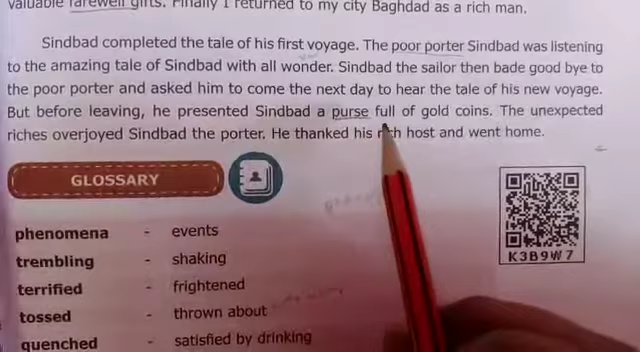 valuable farewell gifts. Finally I returned to my city Baghdad as a rich man.
Sindbad completed the tale of his first voyage. The poor porter Sindbad was listening
to the amazing tale of Sindbad with all wonder. Sindbad the sailor then bade good bye to
the poor porter and asked him to come the next day to hear the tale of his new voyage.
But before leaving, he presented Sindbad a purse full of gold coins. The unexpected
riches overjoyed Sindbad the porter. He thanked his rich host and went home.
GLOSSARY
K3B9W7
phenomena - events
trembling - shaking
terrified - frightened
tossed - thrown about
quenched - satisfied by drinking